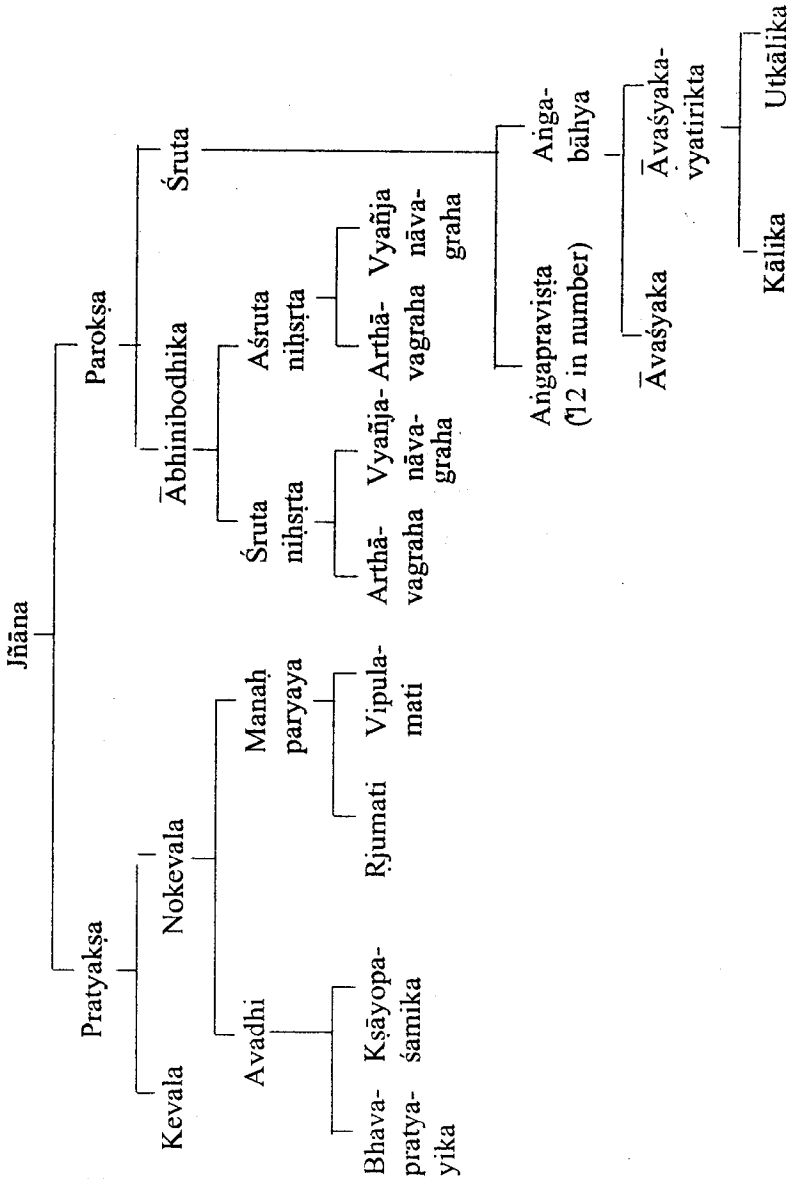 Jñāna
Pratyakṣa
Parokṣa
Kevala
Nokevala
Ābhinibodhika
Śruta
Avadhi
Manaḥ
paryaya
Śruta
niḥsṛta
Aśruta
niḥsṛta
Bhava-
pratya-
yika
Kṣāyopa-
śamika
Ṛjumati
Vipula-
mati
Arthā-
vagraha
Vyañja-
nāva-
graha
Arthā-
vagraha
Vyañja
nāva-
graha
Aṅgapraviṣṭa
(12 in number)
Aṅga-
bāhya
Āvaśyaka
Āvaśyaka-
vyatirikta
Kālika
Utkālika